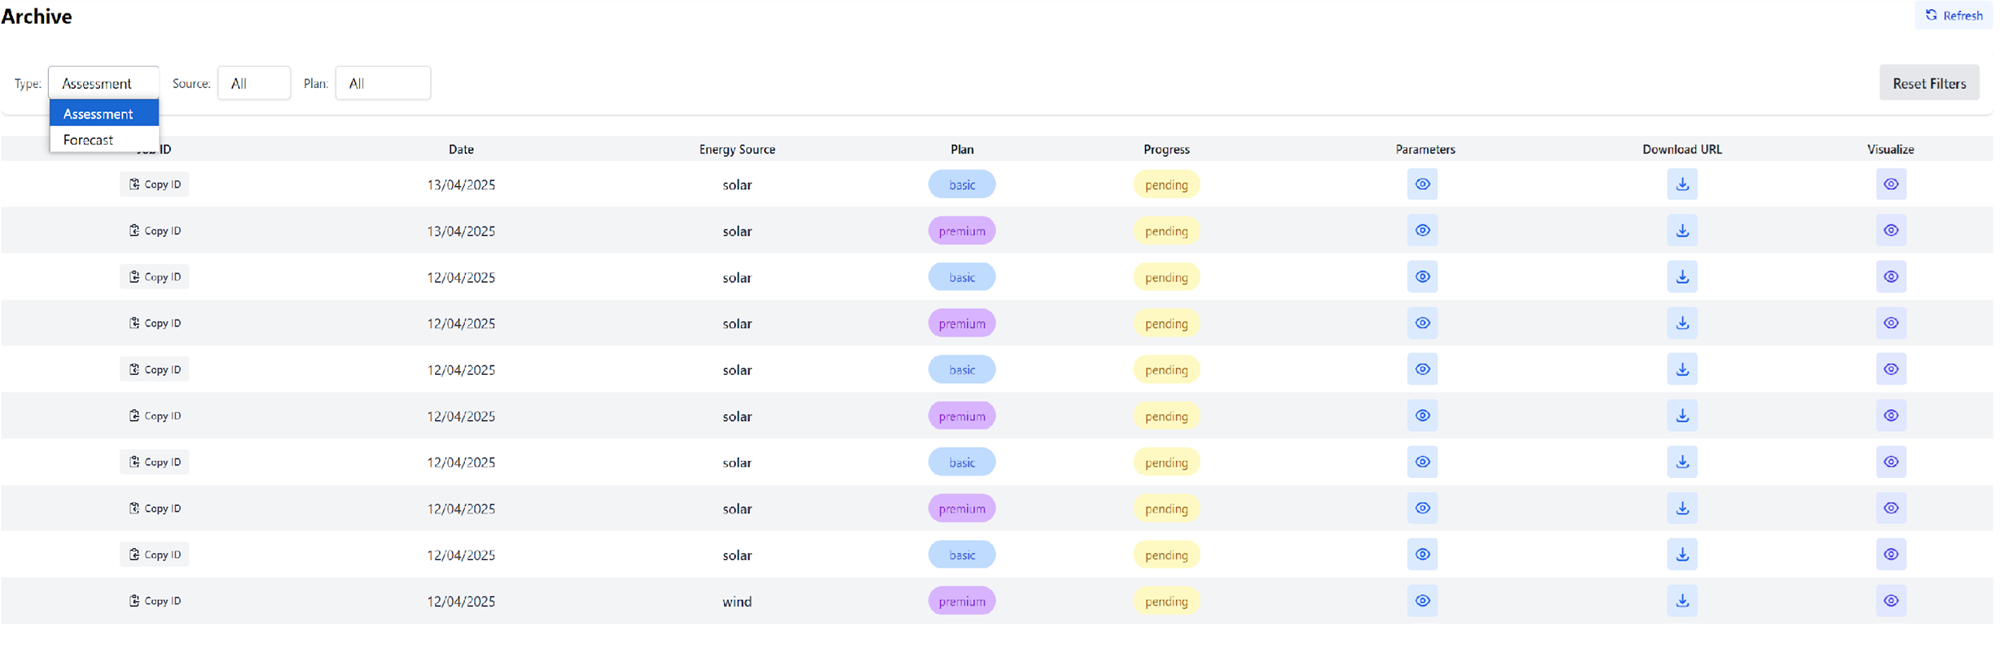 Archive
Refresh
Type: Assessment Source: All Plan: All Reset Filters
Assessment
Forecast
ID Date Energy Source Plan Progress Parameters Download URL Visualize
Copy ID 13/04/2025 solar basic pending
Copy ID 13/04/2025 solar premium pending
Copy ID 12/04/2025 solar basic pending
Copy ID 12/04/2025 solar premium pending
Copy ID 12/04/2025 solar basic pending
Copy ID 12/04/2025 solar premium pending
Copy ID 12/04/2025 solar basic pending
Copy ID 12/04/2025 solar premium pending
Copy ID 12/04/2025 solar basic pending
Copy ID 12/04/2025 wind premium pending